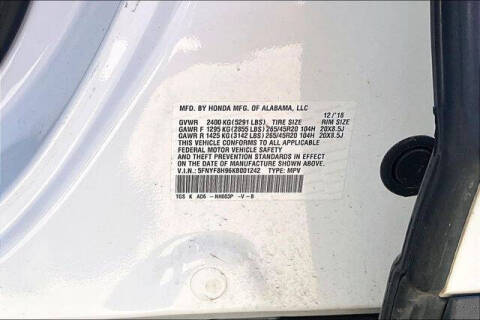 MFD. BY HONDA MFG. OF ALABAMA, LLC
12/18
GVWR 2400 KG (5291 LBS) TIRE SIZE RIM SIZE
GAWR F 1295 KG (2855 LBS) 265/45R20 104H 20X8.5J
GAWR R 1425 KG (3142 LBS) 265/45R20 104H 20X8.5J
THIS VEHICLE CONFORMS TO ALL APPLICABLE
FEDERAL MOTOR VEHICLE SAFETY
AND THEFT PREVENTION STANDARDS IN EFFECT
ON THE DATE OF MANUFACTURE SHOWN ABOVE.
V.I.N.: 5FNYF8H96KB001242 TYPE: MPV
TGS K AO6 -NH883P -V-B